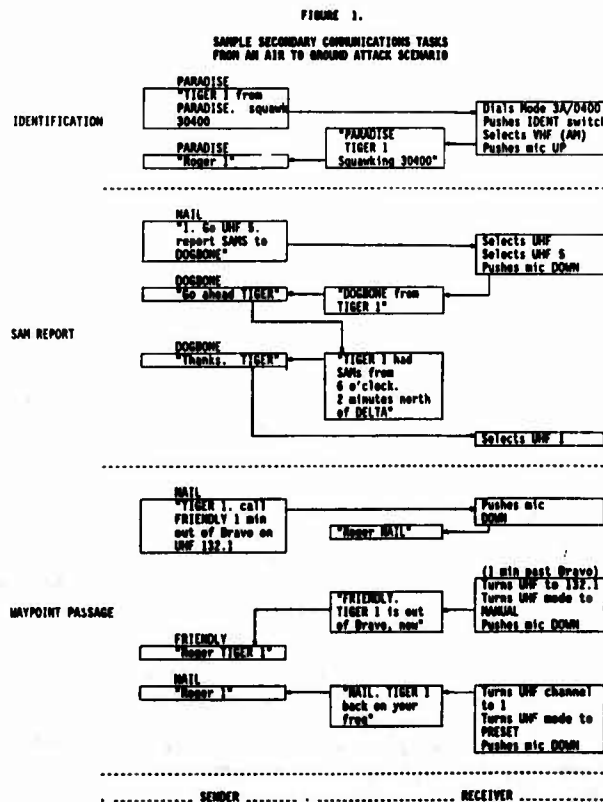 FIGURE 1.
SAMPLE SECONDARY COMMUNICATIONS TASKS
FROM AN AIR TO GROUND ATTACK SCENARIO
IDENTIFICATION
PARADISE
"TIGER 1 from
PARADISE. squawk
30400
Dials Mode 3A/0400
Pushes IDENT switch
Selects VHF (AM)
Pushes mic UP
"PARADISE
TIGER 1
Squawking 30400"
PARADISE
"Roger 1"
SAM REPORT
NAIL
"1. Go UHF 5.
report SAMS to
DOGBONE"
Selects UHF
Selects UHF 5
Pushes mic DOWN
"DOGBONE from
TIGER 1"
DOGBONE
"Go ahead TIGER"
"TIGER 1 had
SAMs from
6 o'clock.
2 minutes north
of DELTA"
DOGBONE
"Thanks. TIGER"
Selects UHF 1
WAYPOINT PASSAGE
NAIL
"TIGER 1. call
FRIENDLY 1 min
out of Bravo on
UHF 132.1
Pushes mic
DOWN
"Roger NAIL"
(1 min past Bravo)
Turns UHF to 132.1
Turns UHF mode to
MANUAL
Pushes mic DOWN
"FRIENDLY.
TIGER 1 is out
of Bravo, now"
FRIENDLY
"Roger TIGER 1"
Turns UHF channel
to 1
Turns UHF mode to
PRESET
Pushes mic DOWN
"NAIL. TIGER 1
back on your
freq"
NAIL
"Roger 1"
SENDER
RECEIVER